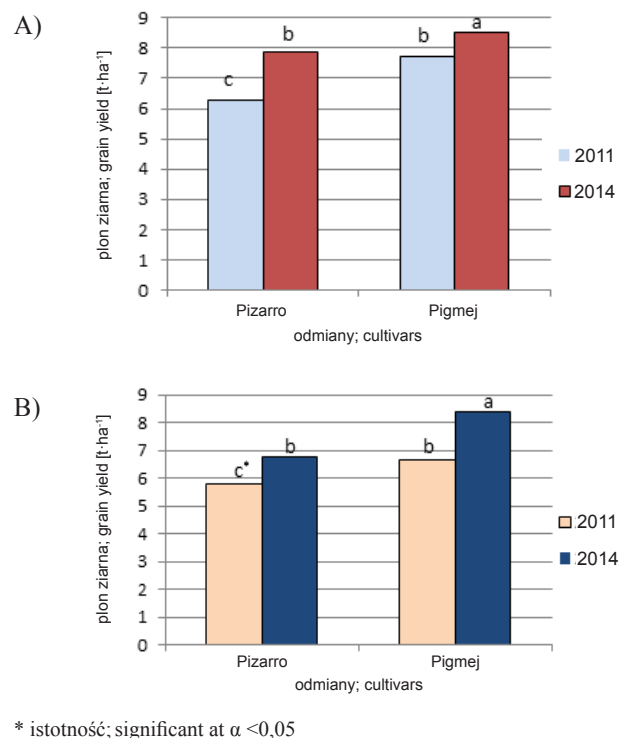 A)
plon ziarna; grain yield [t·ha⁻¹]
9
8
7
6
5
4
3
2
1
0
c
b
b
a
Pizarro
Pigmej
odmiany; cultivars
2011
2014
B)
plon ziarna; grain yield [t·ha⁻¹]
9
8
7
6
5
4
3
2
1
0
c*
b
b
a
Pizarro
Pigmej
odmiany; cultivars
2011
2014
* istotność; significant at α <0,05